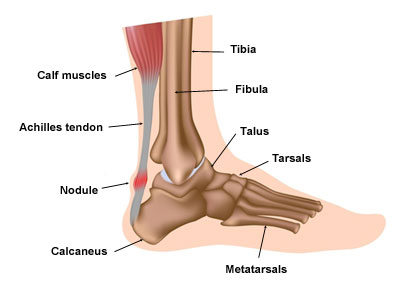 Tibia
Calf muscles
Fibula
Achilles tendon
Talus
Tarsals
Nodule
Calcaneus
Metatarsals